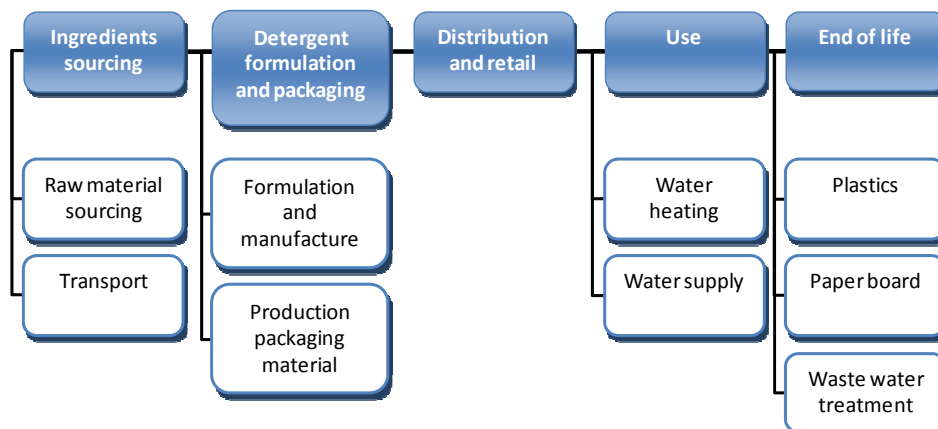 Ingredients
sourcing
Detergent
formulation
and packaging
Distribution
and retail
Use
End of life
Raw material
sourcing
Transport
Formulation
and
manufacture
Production
packaging
material
Water
heating
Water supply
Plastics
Paper board
Waste water
treatment